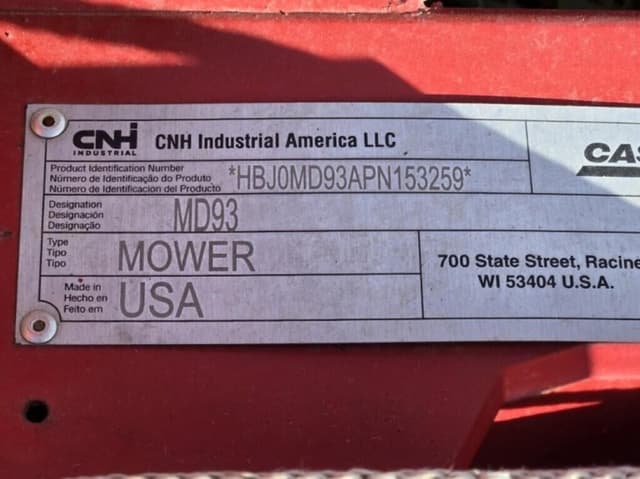 CNH INDUSTRIAL CNH Industrial America LLC
CAS
Product Identification Number
Número de Identificação do Produto
Número de Identificacion del Producto
*HBJ0MD93APN153259*
Designation
Designación
Designação
MD93
Type
Tipo
Tipo
MOWER
700 State Street, Racine
WI 53404 U.S.A.
Made in
Hecho en
Feito em
USA